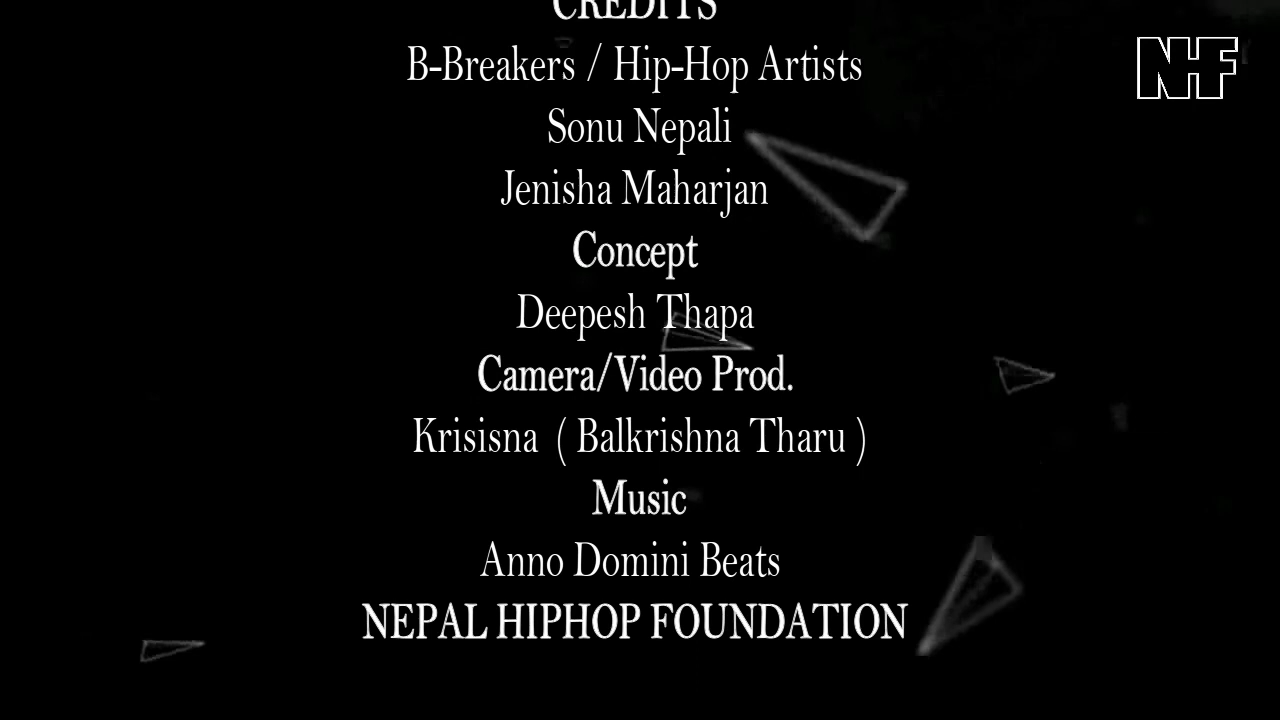 CREDITS
B-Breakers / Hip-Hop Artists
Sonu Nepali
Jenisha Maharjan
Concept
Deepesh Thapa
Camera/Video Prod.
Krisisna ( Balkrishna Tharu )
Music
Anno Domini Beats
NEPAL HIPHOP FOUNDATION
NHF